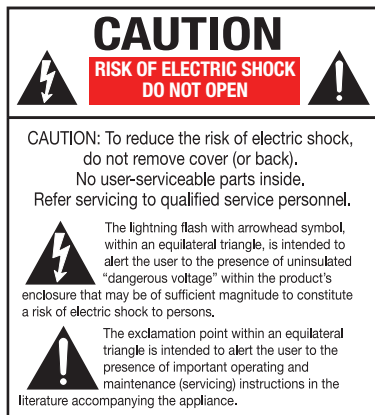 CAUTION
RISK OF ELECTRIC SHOCK
DO NOT OPEN
CAUTION: To reduce the risk of electric shock,
do not remove cover (or back).
No user-serviceable parts inside.
Refer servicing to qualified service personnel.
The lightning flash with arrowhead symbol,
within an equilateral triangle, is intended to
alert the user to the presence of uninsulated
“dangerous voltage” within the product’s
enclosure that may be of sufficient magnitude to constitute
a risk of electric shock to persons.
The exclamation point within an equilateral
triangle is intended to alert the user to the
presence of important operating and
maintenance (servicing) instructions in the
literature accompanying the appliance.